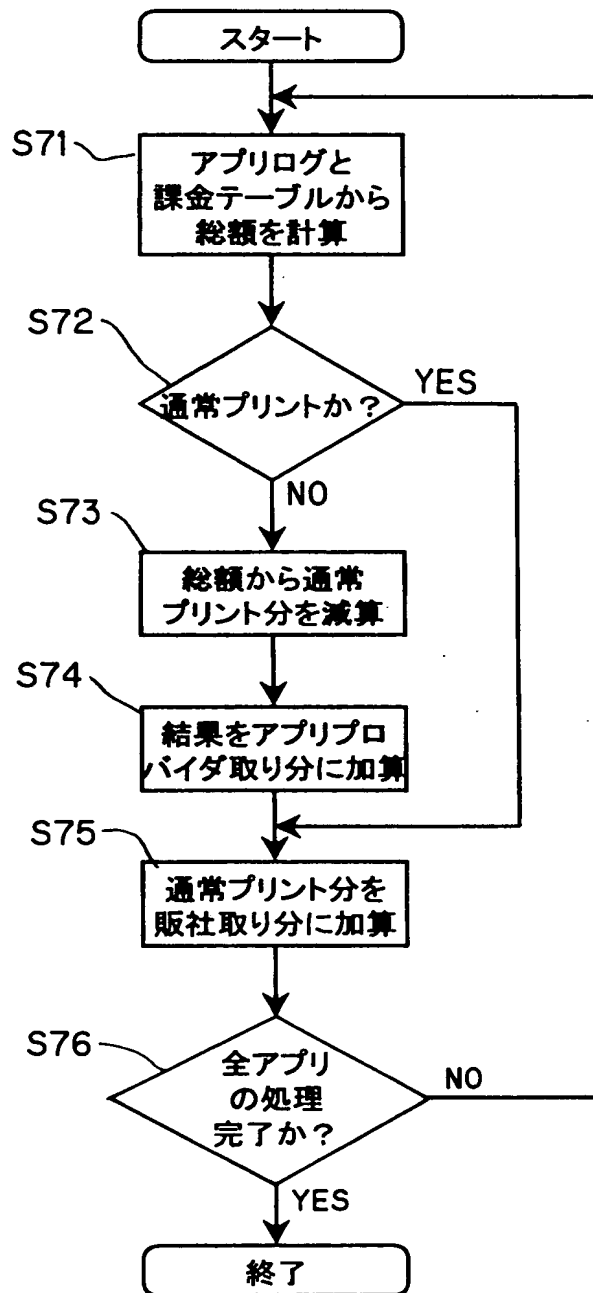 スタート
S71
アプリログと
課金テーブルから
総額を計算
S72
通常プリントか？
YES
NO
S73
総額から通常
プリント分を減算
S74
結果をアプリプロ
バイダ取り分に加算
S75
通常プリント分を
販社取り分に加算
S76
全アプリ
の処理
完了か？
NO
YES
終了